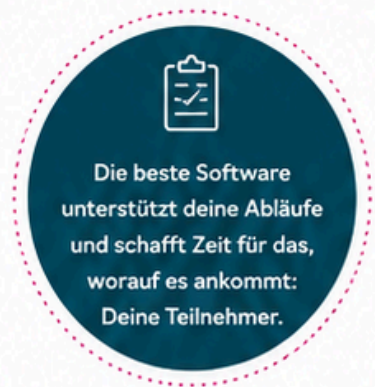 Die beste Software
unterstützt deine Abläufe
und schafft Zeit für das,
worauf es ankommt:
Deine Teilnehmer.